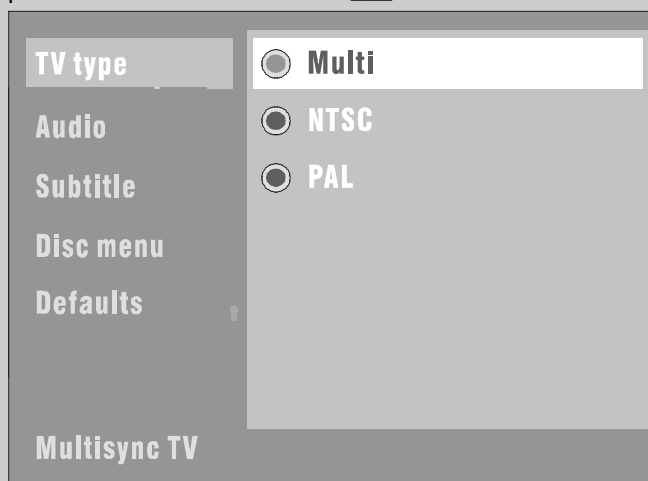 TV type
Multi
NTSC
PAL
Audio
Subtitle
Disc menu
Defaults
Multisync TV